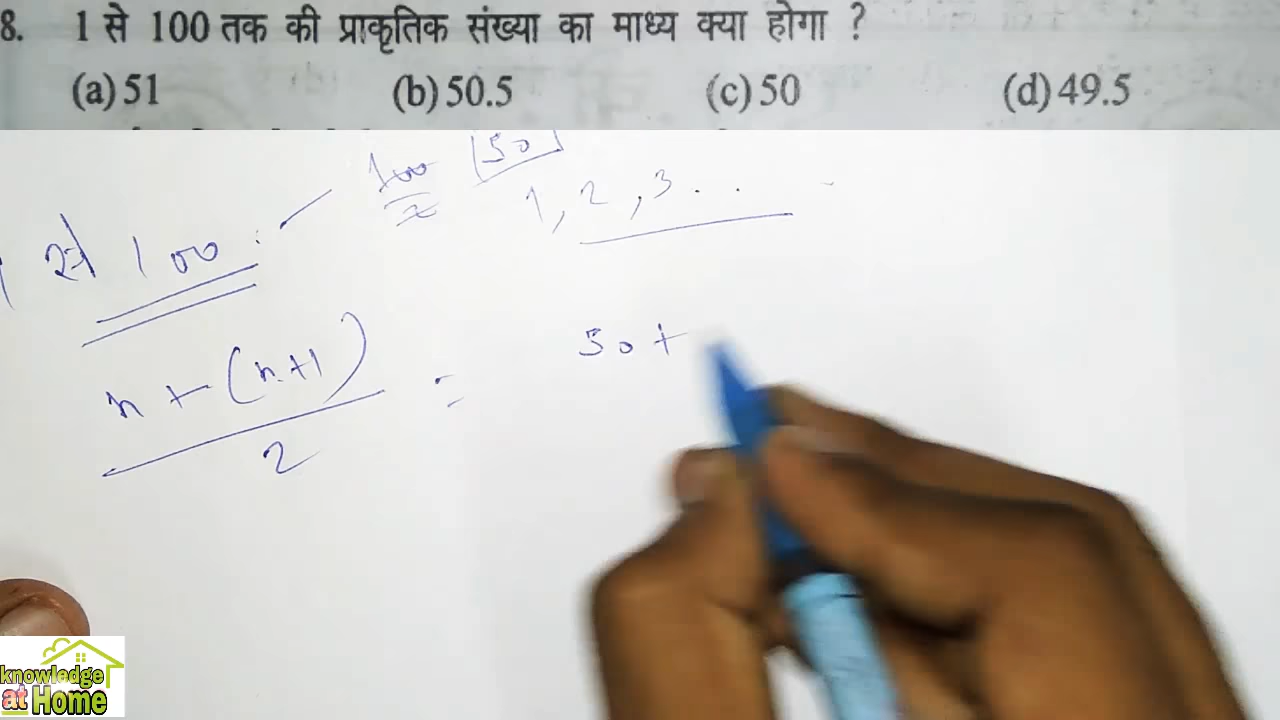 8. 1 से 100 तक की प्राकृतिक संख्या का माध्य क्या होगा ?
(a) 51 (b) 50.5 (c) 50 (d) 49.5
100 50
2
1, 2, 3 . . .
से 100
n + (n+1) = 50 +
2
knowledge
at Home